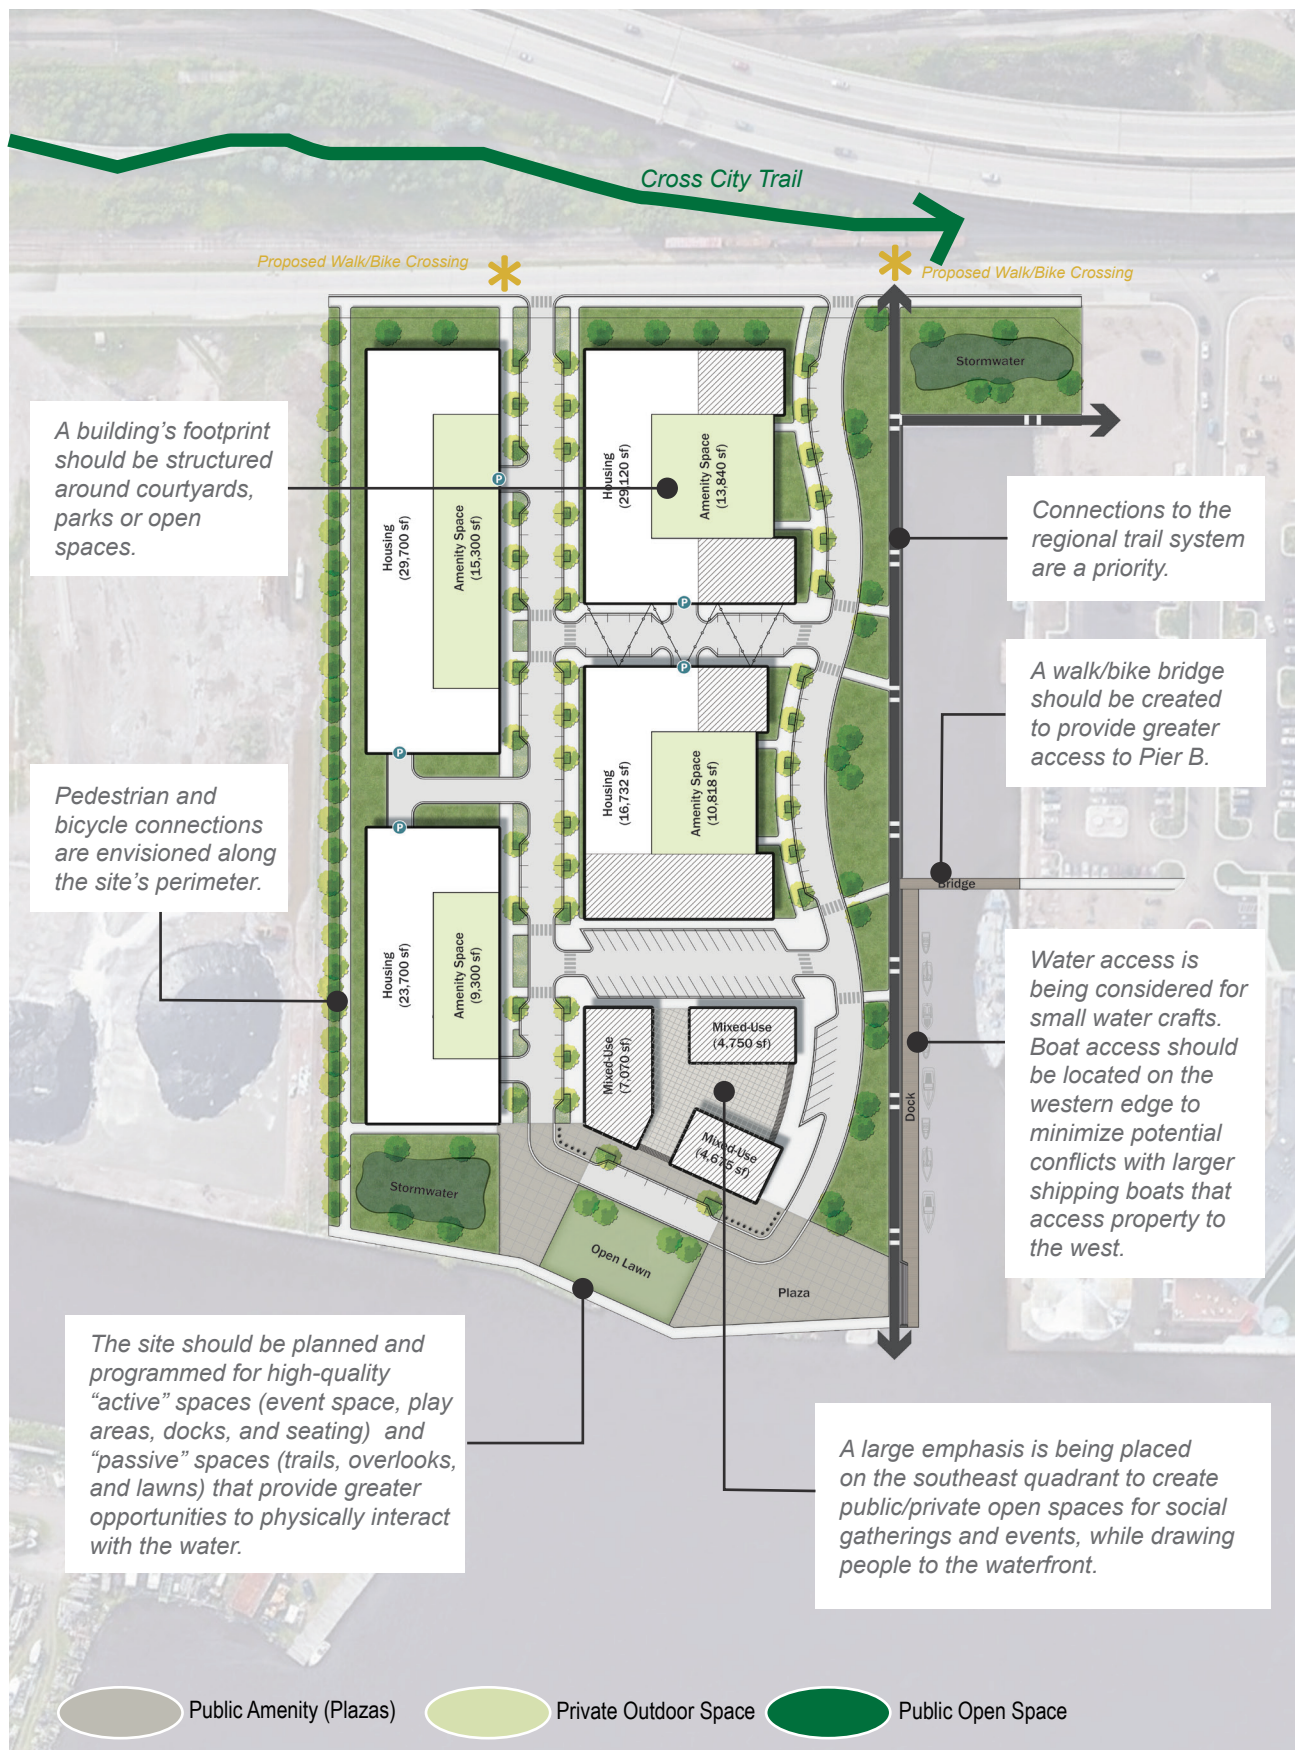 Cross City Trail
Proposed Walk/Bike Crossing
Proposed Walk/Bike Crossing
Stormwater
A building’s footprint
should be structured
around courtyards,
parks or open
spaces.
Housing
(29,700 sf)
Amenity Space
(15,300 sf)
P
Housing
(29,120 sf)
Amenity Space
(13,840 sf)
P
P
Connections to the
regional trail system
are a priority.
A walk/bike bridge
should be created
to provide greater
access to Pier B.
P
P
Housing
(16,732 sf)
Amenity Space
(10,818 sf)
Pedestrian and
bicycle connections
are envisioned along
the site’s perimeter.
Bridge
Housing
(23,700 sf)
Amenity Space
(9,300 sf)
Mixed-Use
(7,070 sf)
Mixed-Use
(4,750 sf)
Mixed-Use
(4,675 sf)
Dock
Water access is
being considered for
small water crafts.
Boat access should
be located on the
western edge to
minimize potential
conflicts with larger
shipping boats that
access property to
the west.
Stormwater
Open Lawn
Plaza
The site should be planned and
programmed for high-quality
“active” spaces (event space, play
areas, docks, and seating) and
“passive” spaces (trails, overlooks,
and lawns) that provide greater
opportunities to physically interact
with the water.
A large emphasis is being placed
on the southeast quadrant to create
public/private open spaces for social
gatherings and events, while drawing
people to the waterfront.
Public Amenity (Plazas)
Private Outdoor Space
Public Open Space